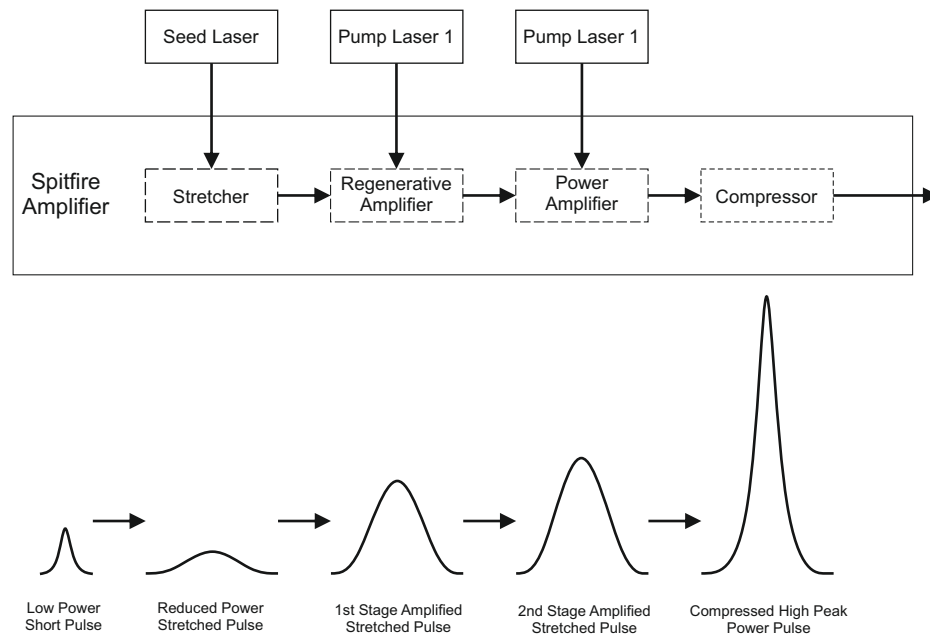 Seed Laser
Pump Laser 1
Pump Laser 1
Spitfire
Amplifier
Stretcher
Regenerative
Amplifier
Power
Amplifier
Compressor
Low Power
Short Pulse
Reduced Power
Stretched Pulse
1st Stage Amplified
Stretched Pulse
2nd Stage Amplified
Stretched Pulse
Compressed High Peak
Power Pulse